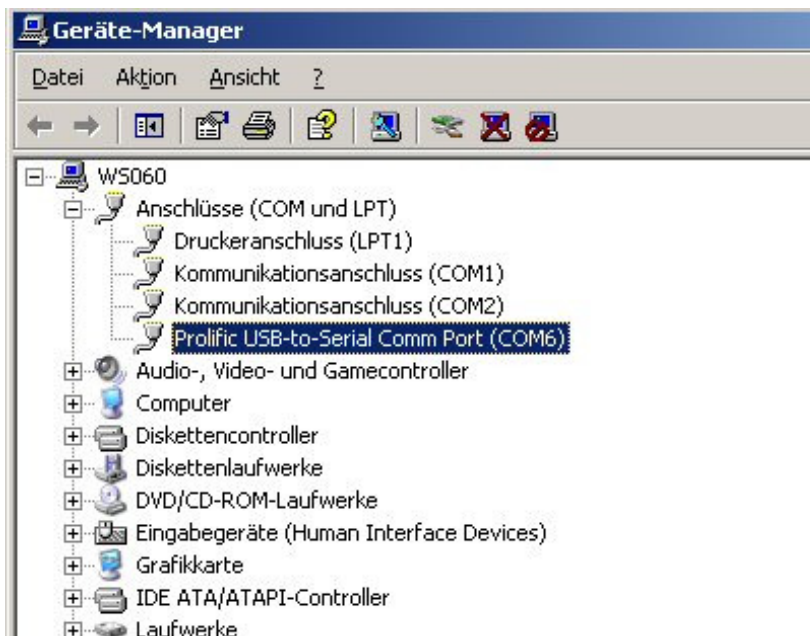 Geräte-Manager
Datei Aktion Ansicht ?
WS060
Anschlüsse (COM und LPT)
Druckeranschluss (LPT1)
Kommunikationsanschluss (COM1)
Kommunikationsanschluss (COM2)
Prolific USB-to-Serial Comm Port (COM6)
Audio-, Video- und Gamecontroller
Computer
Diskettencontroller
Diskettenlaufwerke
DVD/CD-ROM-Laufwerke
Eingabegeräte (Human Interface Devices)
Grafikkarte
IDE ATA/ATAPI-Controller
Laufwerke